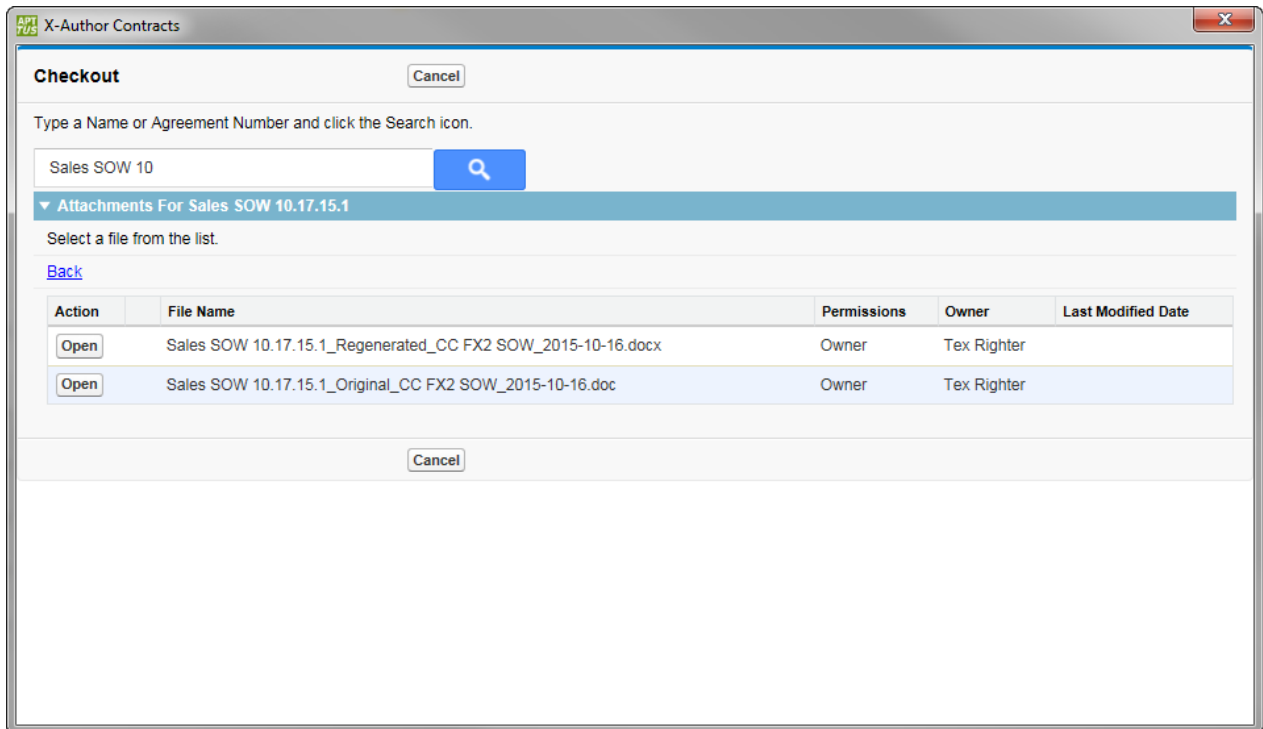 APT TUS X-Author Contracts
Checkout Cancel
Type a Name or Agreement Number and click the Search icon.
Sales SOW 10
Attachments For Sales SOW 10.17.15.1
Select a file from the list.
Back
Action File Name Permissions Owner Last Modified Date
Open Sales SOW 10.17.15.1_Regenerated_CC FX2 SOW_2015-10-16.docx Owner Tex Righter
Open Sales SOW 10.17.15.1_Original_CC FX2 SOW_2015-10-16.doc Owner Tex Righter
Cancel